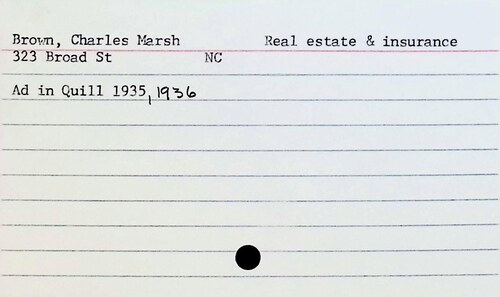 Brown, Charles Marsh Real estate & insurance
323 Broad St NC
Ad in Quill 1935, 1936